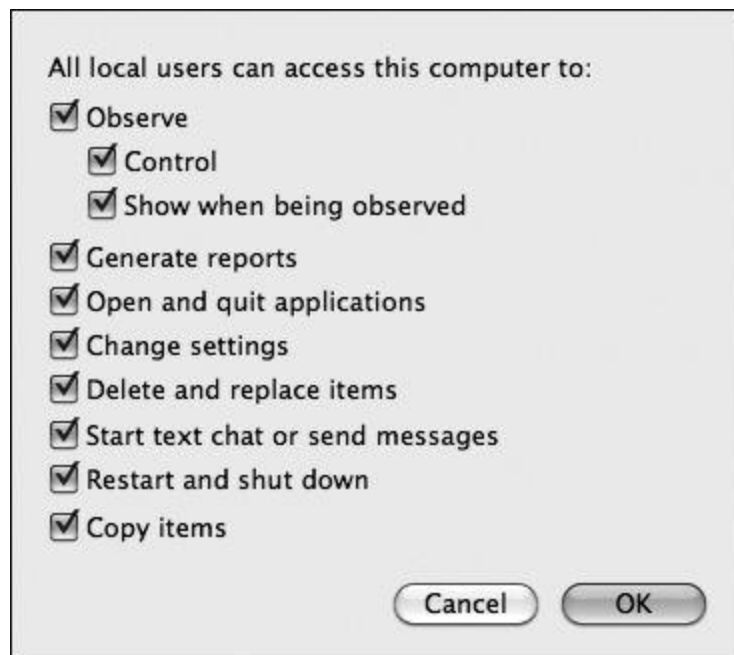 All local users can access this computer to:
Observe
Control
Show when being observed
Generate reports
Open and quit applications
Change settings
Delete and replace items
Start text chat or send messages
Restart and shut down
Copy items
Cancel OK